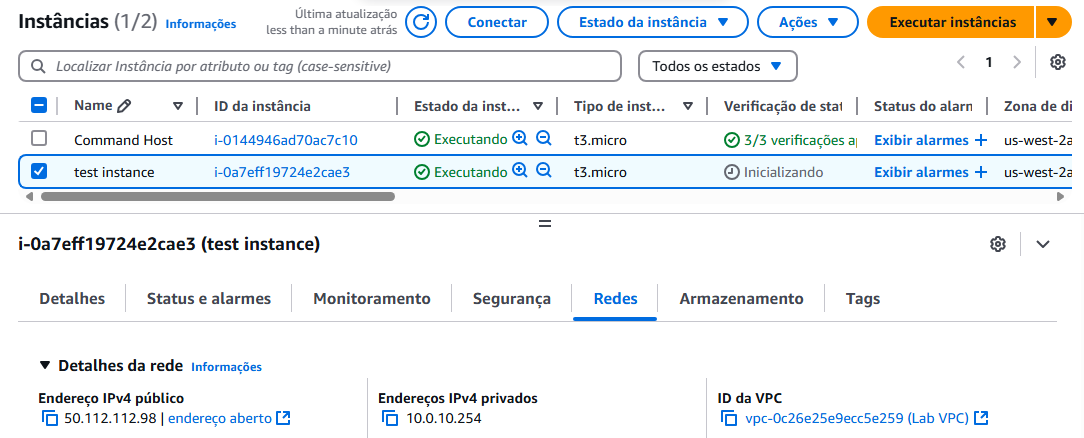 Instâncias (1/2) Informações
Última atualização
less than a minute atrás
Conectar
Estado da instância
Ações
Executar instâncias
Localizar Instância por atributo ou tag (case-sensitive)
Todos os estados
1
Name ID da instância Estado da inst... Tipo de inst... Verificação de stat Status do alarn Zona de di
Command Host i-0144946ad70ac7c10 Executando t3.micro 3/3 verificações a Exibir alarmes + us-west-2a
test instance i-0a7eff19724e2cae3 Executando t3.micro Inicializando Exibir alarmes + us-west-2a
i-0a7eff19724e2cae3 (test instance)
Detalhes Status e alarmes Monitoramento Segurança Redes Armazenamento Tags
Detalhes da rede Informações
Endereço IPv4 público Endereços IPv4 privados ID da VPC
50.112.112.98 | endereço aberto 10.0.10.254 vpc-0c26e25e9ecc5e259 (Lab VPC)